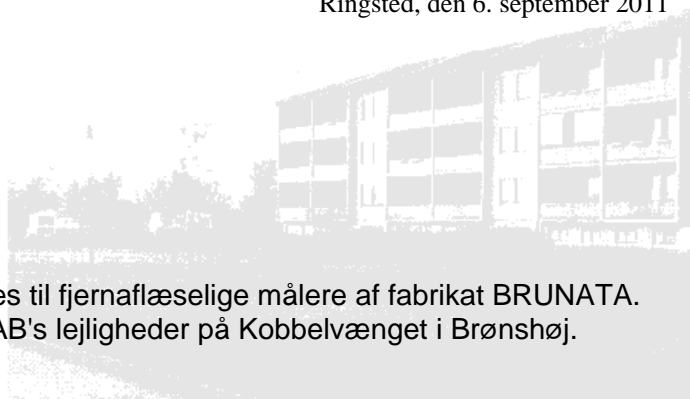 Ringsted, den 6. september 2011
es til fjernaflæselige målere af fabrikat BRUNATA.
AB's lejligheder på Kobbelvænget i Brønshøj.